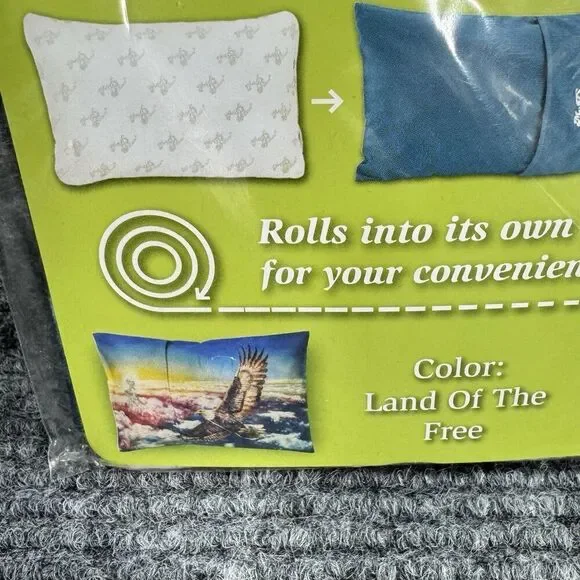 Rolls into its own
for your convenien
Color:
Land Of The
Free